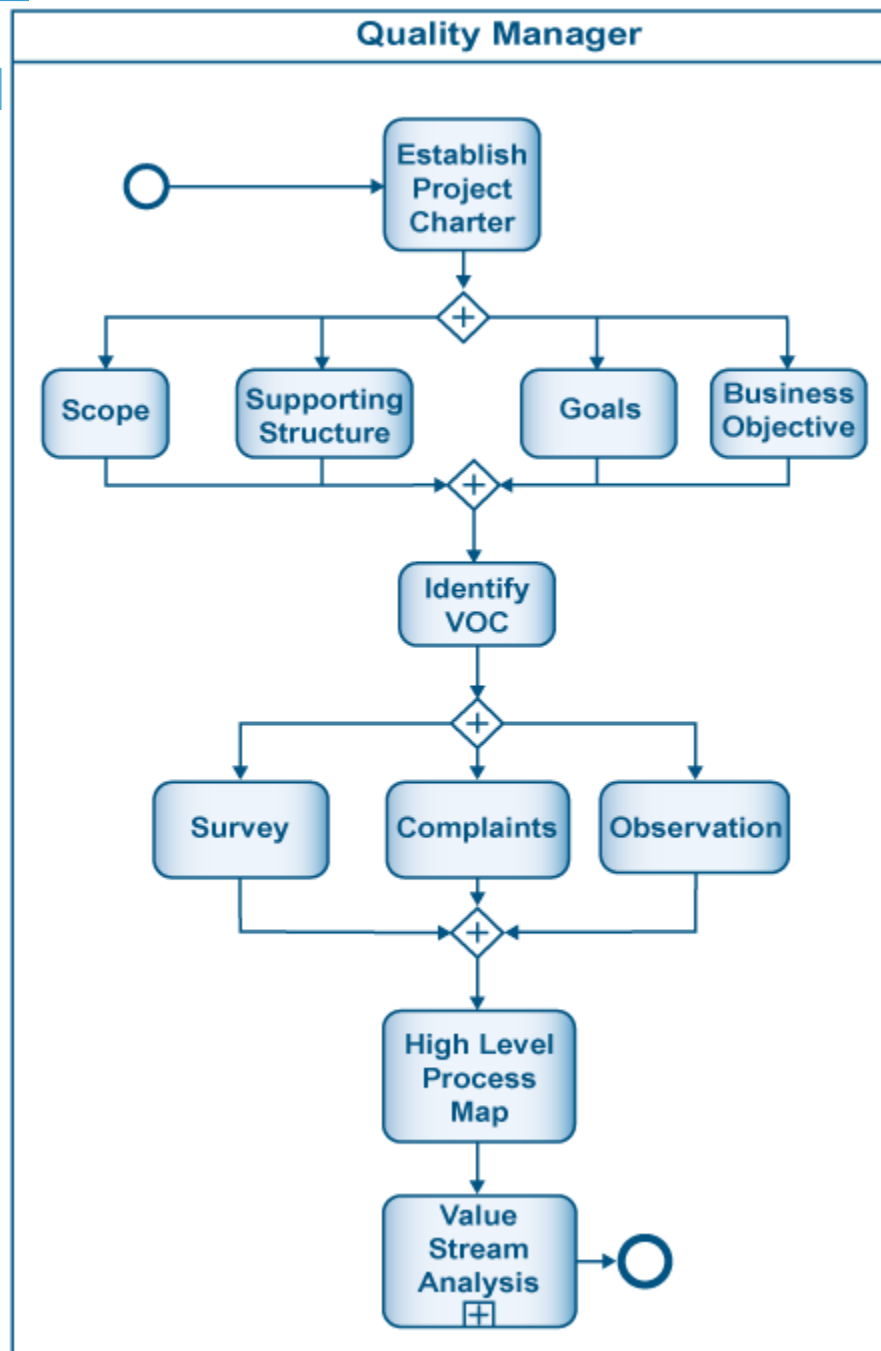 Quality Manager
Establish
Project
Charter
Scope
Supporting
Structure
Goals
Business
Objective
Identify
VOC
Survey
Complaints
Observation
High Level
Process
Map
Value
Stream
Analysis